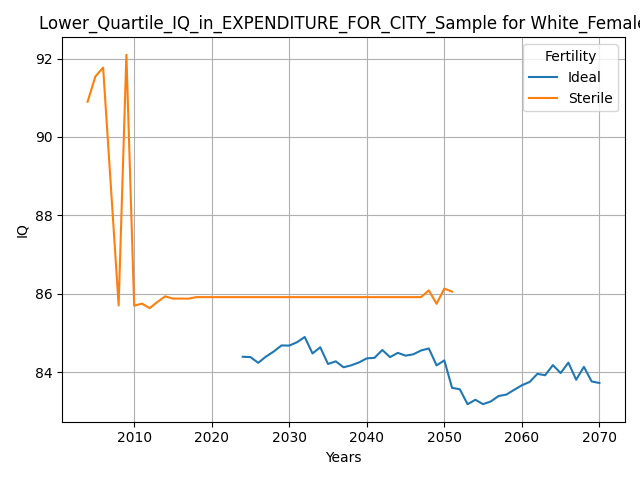 Lower_Quartile_IQ_in_EXPENDITURE_FOR_CITY_Sample for White_Female
Fertility
Ideal
Sterile
IQ
92
90
88
86
84
2010 2020 2030 2040 2050 2060 2070
Years